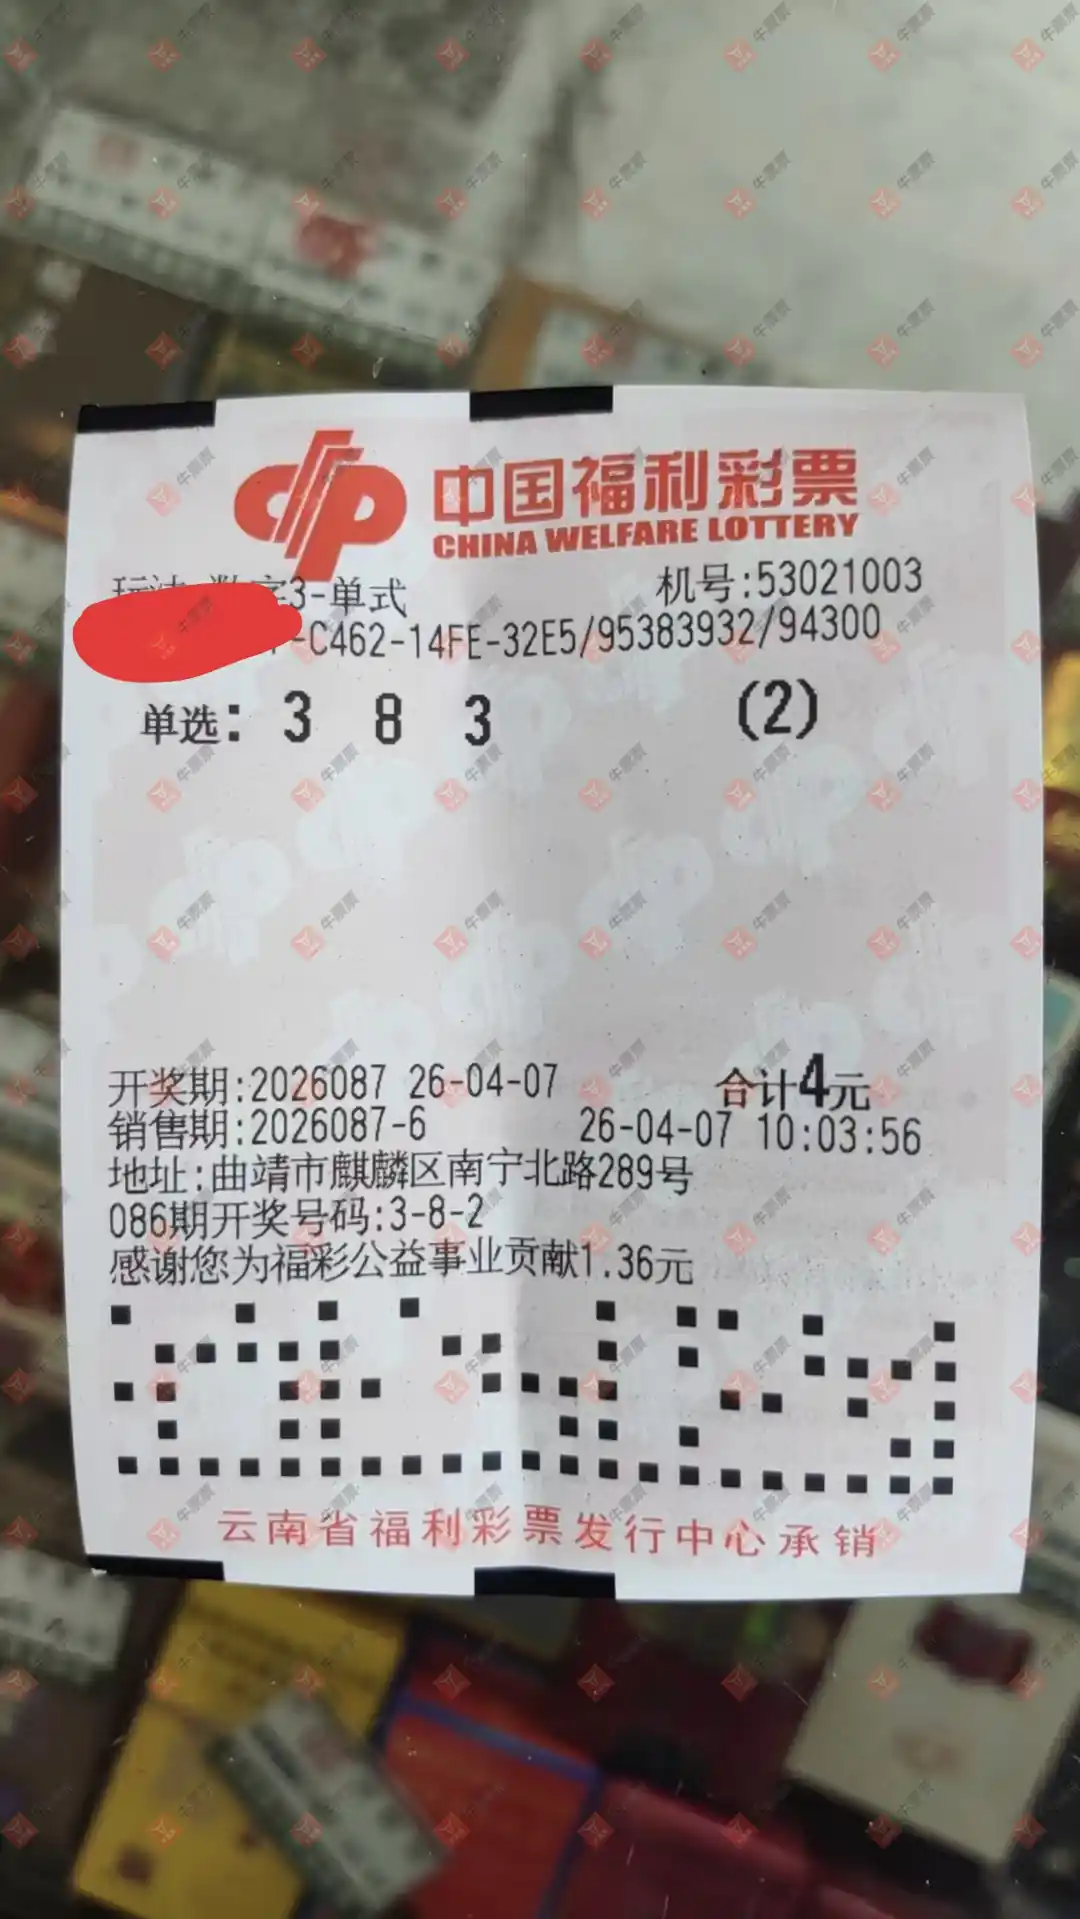 中国福利彩票
CHINA WELFARE LOTTERY
3-单式 机号:53021003
-C462-14FE-32E5/95383932/94300
单选: 3 8 3 (2)
开奖期:2026087 26-04-07 合计4元
销售期:2026087-6 26-04-07 10:03:56
地址:曲靖市麒麟区南宁北路289号
086期开奖号码:3-8-2
感谢您为福彩公益事业贡献1.36元
云南省福利彩票发行中心承销
牛票票